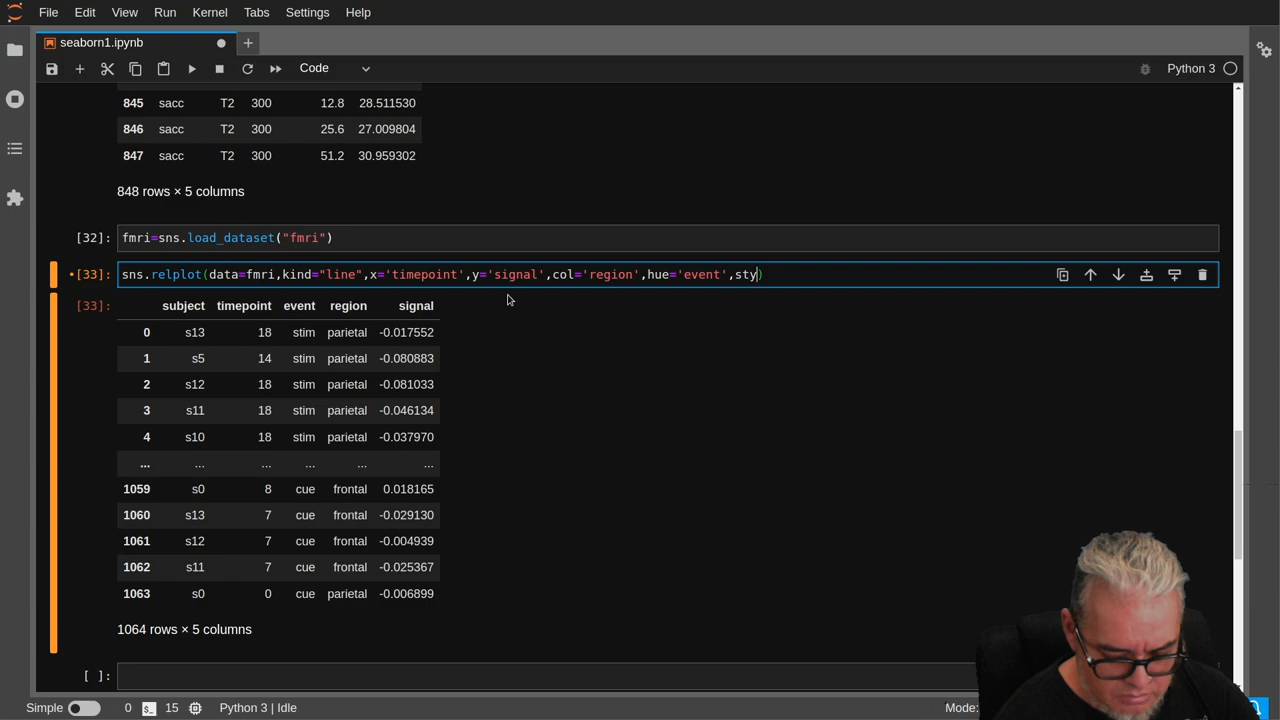 File Edit View Run Kernel Tabs Settings Help
seaborn1.ipynb
Code
Python 3
845 sacc T2 300 12.8 28.511530
846 sacc T2 300 25.6 27.009804
847 sacc T2 300 51.2 30.959302
848 rows × 5 columns
[32]: fmri=sns.load_dataset("fmri")
[33]: sns.relplot(data=fmri,kind="line",x='timepoint',y='signal',col='region',hue='event',sty)
[33]: subject timepoint event region signal
0 s13 18 stim parietal -0.017552
1 s5 14 stim parietal -0.080883
2 s12 18 stim parietal -0.081033
3 s11 18 stim parietal -0.046134
4 s10 18 stim parietal -0.037970
... ... ... ... ... ...
1059 s0 8 cue frontal 0.018165
1060 s13 7 cue frontal -0.029130
1061 s12 7 cue frontal -0.004939
1062 s11 7 cue frontal -0.025367
1063 s0 0 cue parietal -0.006899
1064 rows × 5 columns
[ ]:
Simple 0 15 Python 3 | Idle Mode: